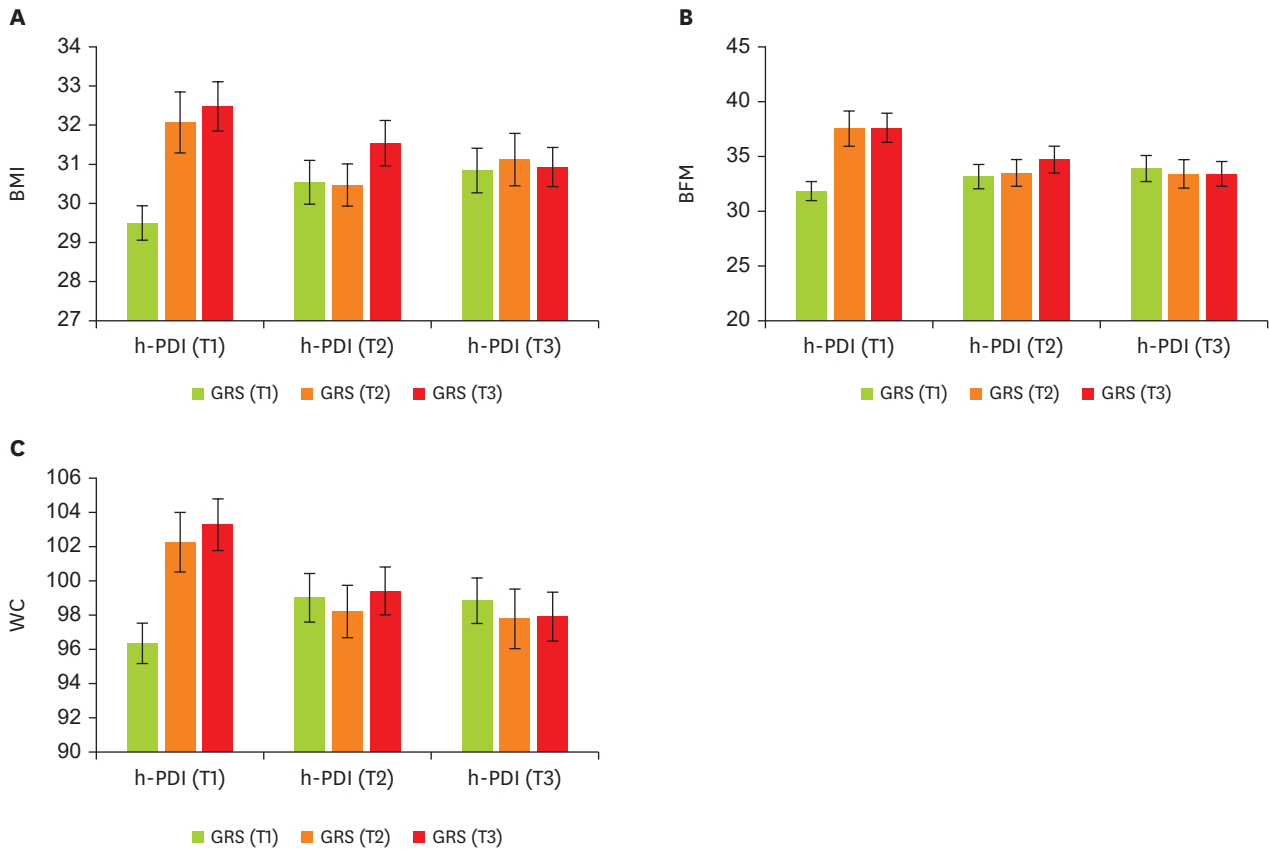 A
34
33
32
31
30
29
28
27
BMI
h-PDI (T1) h-PDI (T2) h-PDI (T3)
GRS (T1) GRS (T2) GRS (T3)
B
45
40
35
30
25
20
BFM
h-PDI (T1) h-PDI (T2) h-PDI (T3)
GRS (T1) GRS (T2) GRS (T3)
C
106
104
102
100
98
96
94
92
90
WC
h-PDI (T1) h-PDI (T2) h-PDI (T3)
GRS (T1) GRS (T2) GRS (T3)